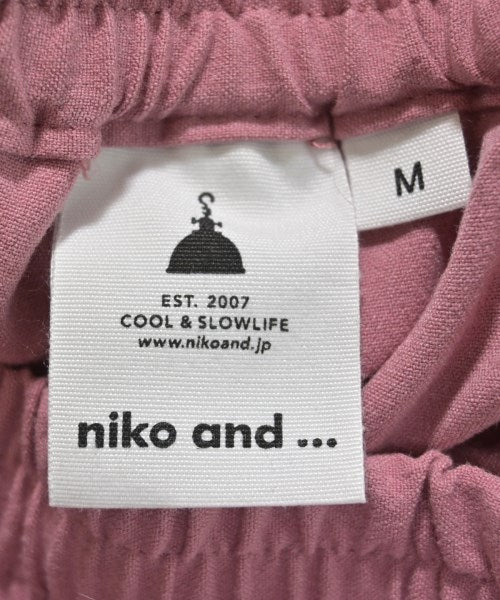 M
EST. 2007
COOL & SLOWLIFE
www.nikoand.jp
niko and ...